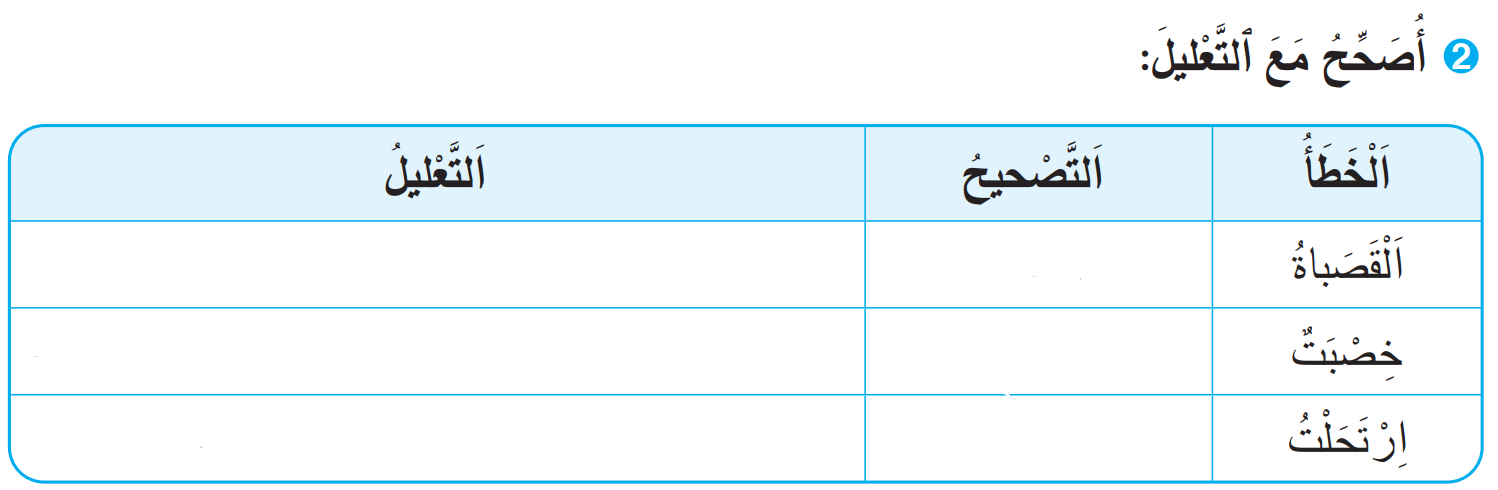 2 أُصَحِّحُ مَعَ ٱلتَّعْليلَ:
اَلْخَطَأُ اَلتَّصْحيحُ اَلتَّعْليلُ
اَلْقَصَباةُ
خِصْبَتٌ
اِرْتَحَلْتُ